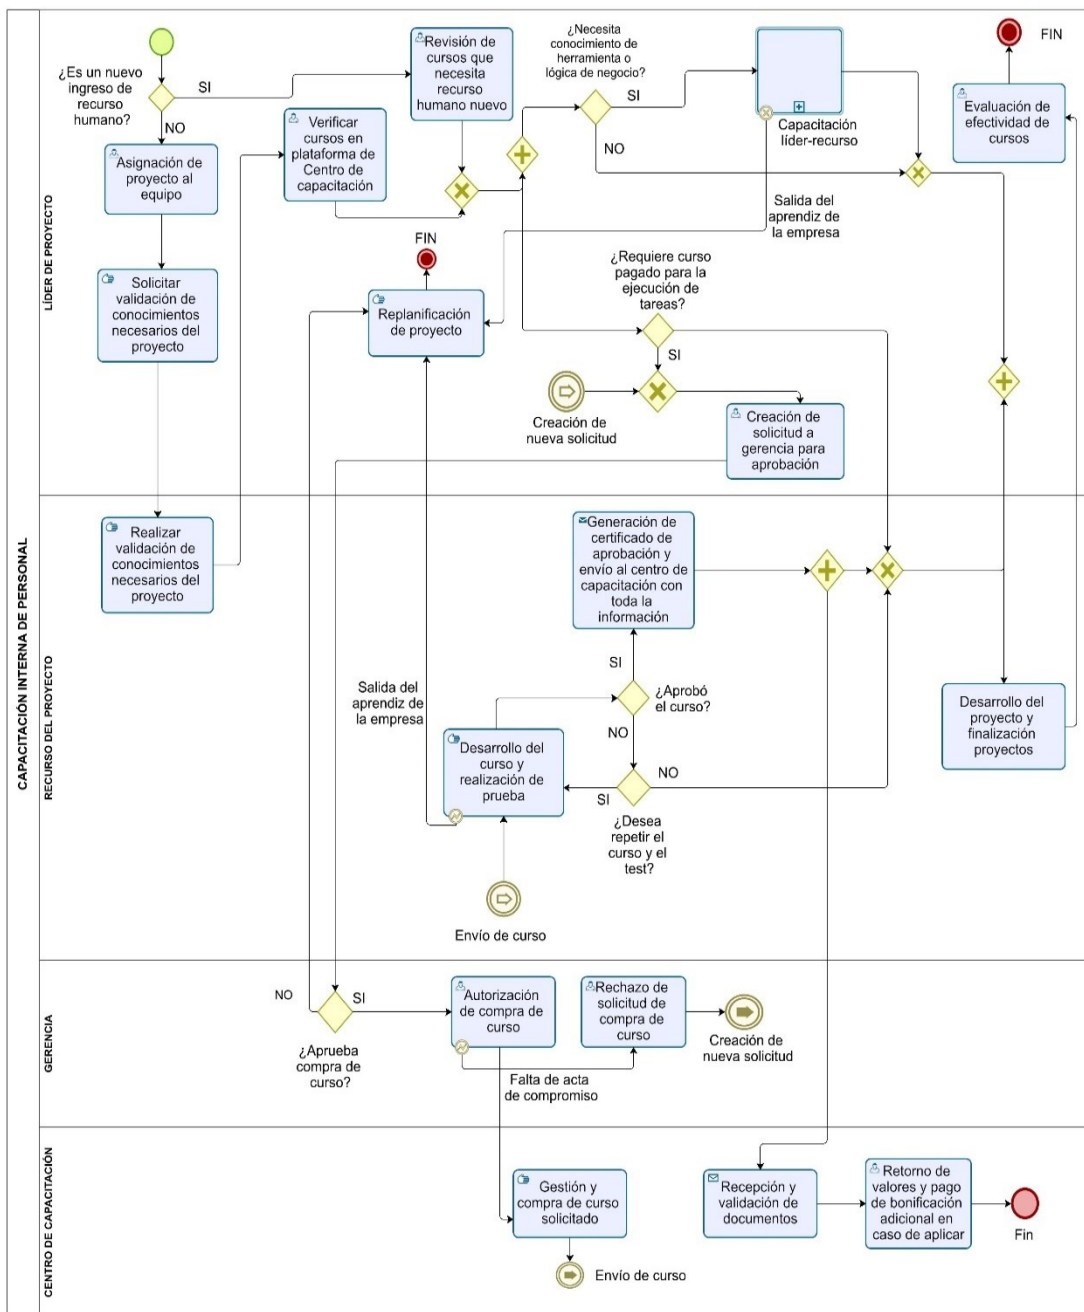 CAPACITACIÓN INTERNA DE PERSONAL
LÍDER DE PROYECTO
¿Es un nuevo
ingreso de
recurso
humano?
SI
NO
Asignación de
proyecto al
equipo
Solicitar
validación de
conocimientos
necesarios del
proyecto
Verificar
cursos en
plataforma de
Centro de
capacitación
Revisión de
cursos que
necesita
recurso
humano nuevo
¿Necesita
conocimiento de
herramienta o
lógica de negocio?
SI
NO
Capacitación
líder-recurso
Salida del
aprendiz de
la empresa
FIN
Evaluación de
efectividad de
cursos
FIN
Replanificación
de proyecto
¿Requiere curso
pagado para la
ejecución de
tareas?
SI
Creación de
nueva solicitud
Creación de
solicitud a
gerencia para
aprobación
RECURSO DEL PROYECTO
Realizar
validación de
conocimientos
necesarios del
proyecto
Generación de
certificado de
aprobación y
envío al centro de
capacitación con
toda la
información
SI
¿Aprobó
el curso?
NO
Salida del
aprendiz de
la empresa
Desarrollo del
curso y
realización de
prueba
SI
NO
¿Desea
repetir el
curso y el
test?
Envío de curso
Desarrollo del
proyecto y
finalización
proyectos
GERENCIA
NO
SI
¿Aprueba
compra de
curso?
Autorización
de compra de
curso
Falta de acta
de compromiso
Rechazo de
solicitud de
compra de
curso
Creación de
nueva solicitud
CENTRO DE CAPACITACIÓN
Gestión y
compra de curso
solicitado
Envío de curso
Recepción y
validación de
documentos
Retorno de
valores y pago
de bonificación
adicional en
caso de aplicar
Fin